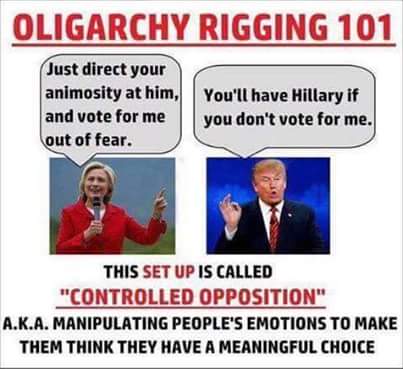 OLIGARCHY RIGGING 101
Just direct your
animosity at him,
and vote for me
out of fear.
You'll have Hillary if
you don't vote for me.
THIS SET UP IS CALLED
"CONTROLLED OPPOSITION"
A.K.A. MANIPULATING PEOPLE'S EMOTIONS TO MAKE
THEM THINK THEY HAVE A MEANINGFUL CHOICE